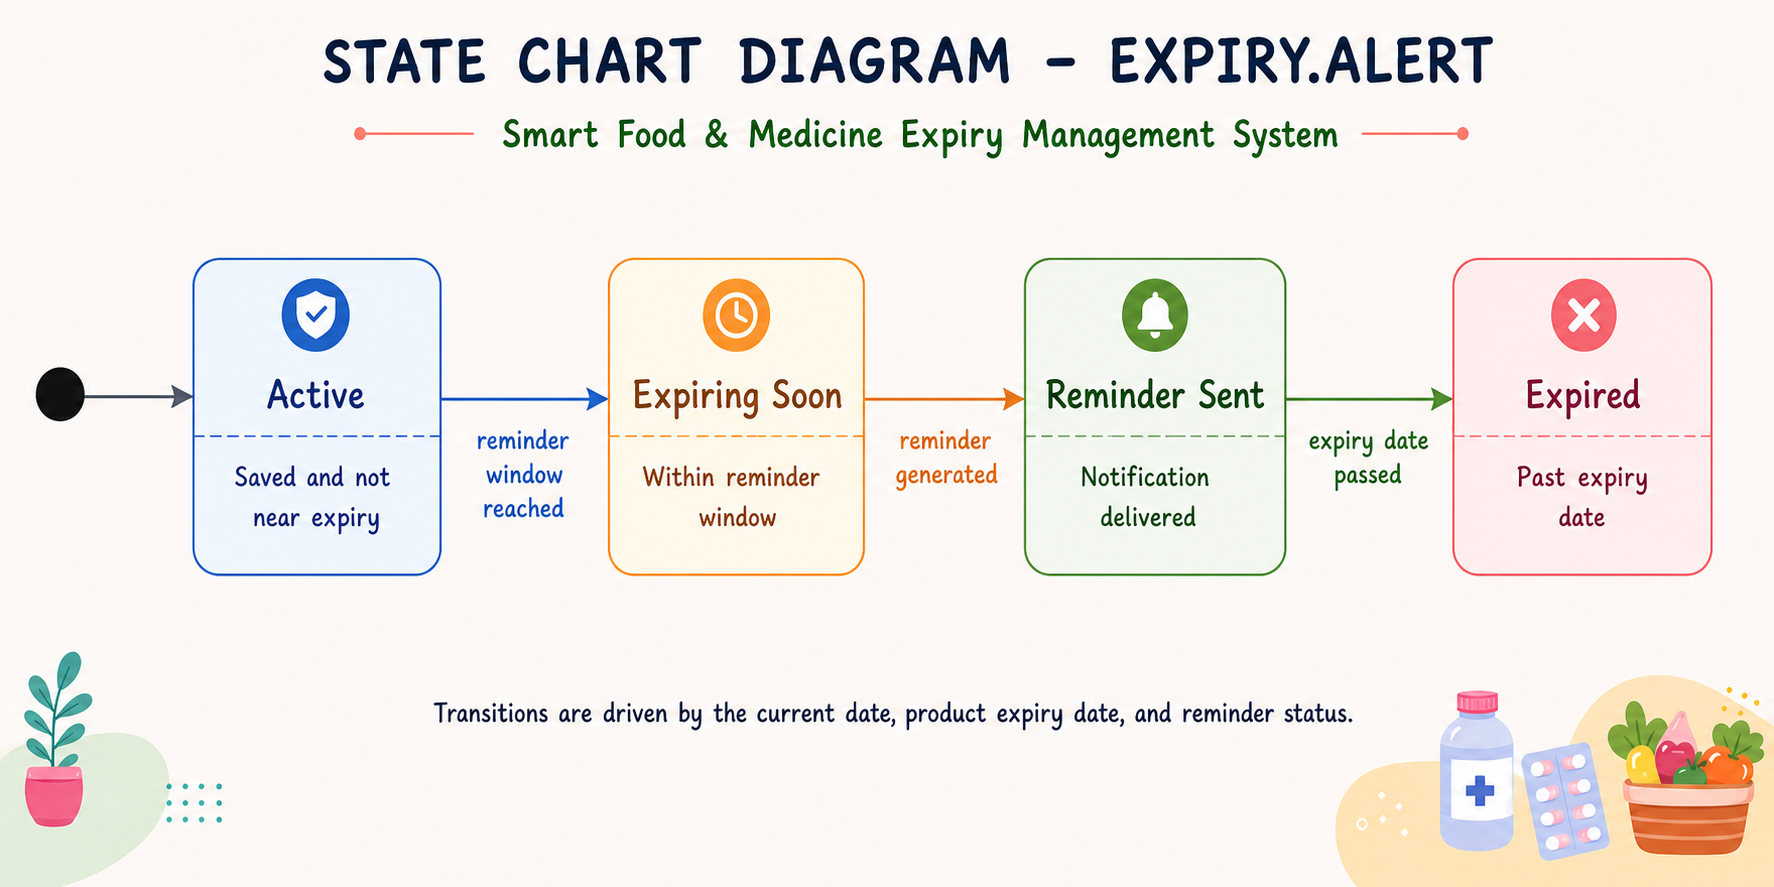 STATE CHART DIAGRAM – EXPIRY.ALERT
Smart Food & Medicine Expiry Management System
Active
Saved and not
near expiry
reminder
window
reached
Expiring Soon
Within reminder
window
reminder
generated
Reminder Sent
Notification
delivered
expiry date
passed
Expired
Past expiry
date
Transitions are driven by the current date, product expiry date, and reminder status.